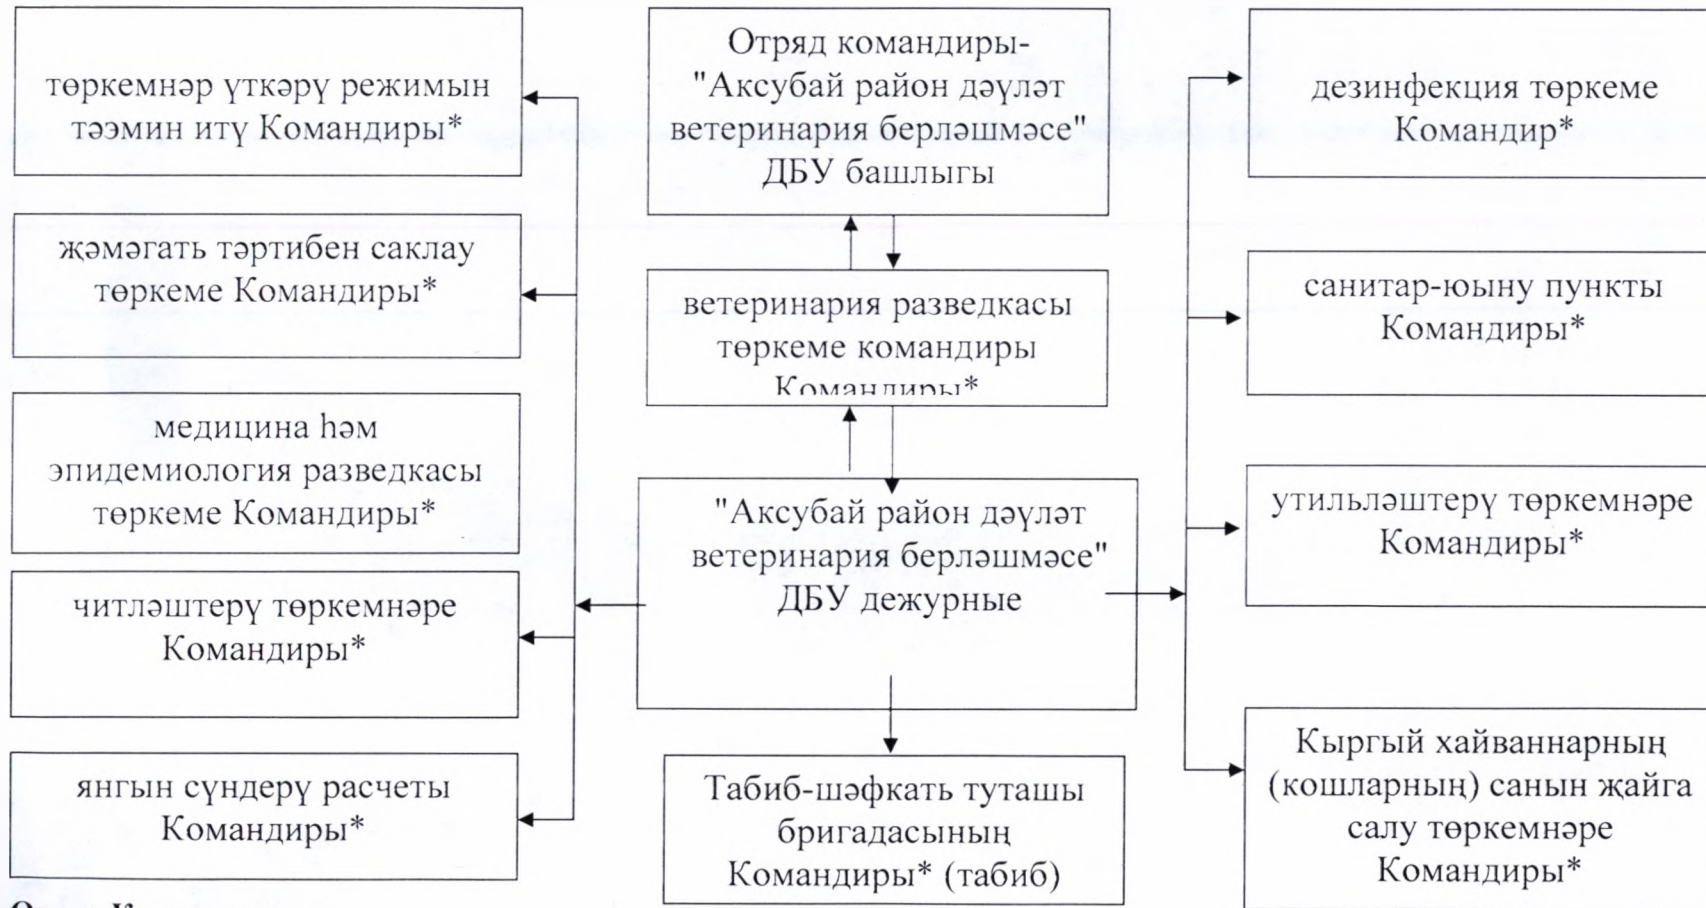 төркемнәр үткәрү режимын
тәэмин итү Командиры*
җәмәгать тәртибен саклау
төркеме Командиры*
медицина һәм
эпидемиология разведкасы
төркеме Командиры*
читләштерү төркемнәре
Командиры*
янгын сүндерү расчеты
Командиры*
Отряд командиры-
"Аксубай район дәүләт
ветеринария берләшмәсе"
ДБУ башлыгы
ветеринария разведкасы
төркеме командиры
Командиры*
"Аксубай район дәүләт
ветеринария берләшмәсе"
ДБУ дежурные
Табиб-шәфкать туташы
бригадасының
Командиры* (табиб)
дезинфекция төркеме
Командир*
санитар-юыну пункты
Командиры*
утильләштерү төркемнәре
Командиры*
Кыргый хайваннарның
(кошларның) санын җайга
салу төркемнәре
Командиры*